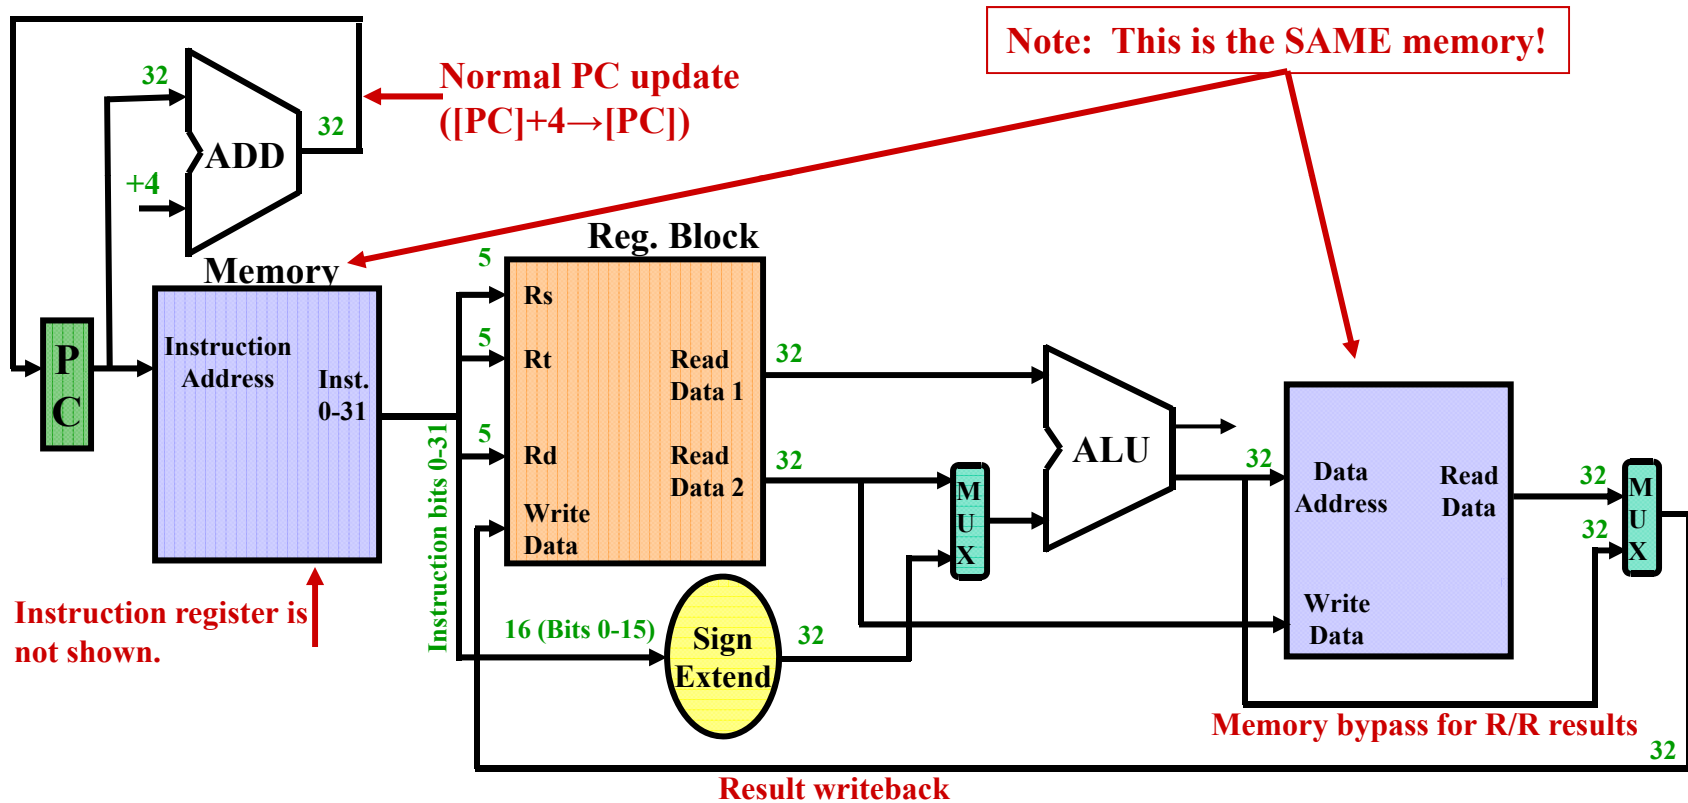 Note: This is the SAME memory!
Normal PC update
([PC]+4→[PC])
32
32
ADD
+4
Memory
Reg. Block
P
C
Instruction
Address
Inst.
0-31
Instruction register is
not shown.
Instruction bits 0-31
5
5
5
Rs
Rt
Rd
Write
Data
Read
Data 1
Read
Data 2
32
32
16 (Bits 0-15)
Sign
Extend
32
M
U
X
ALU
32
Data
Address
Read
Data
Write
Data
32
32
M
U
X
Memory bypass for R/R results
32
Result writeback